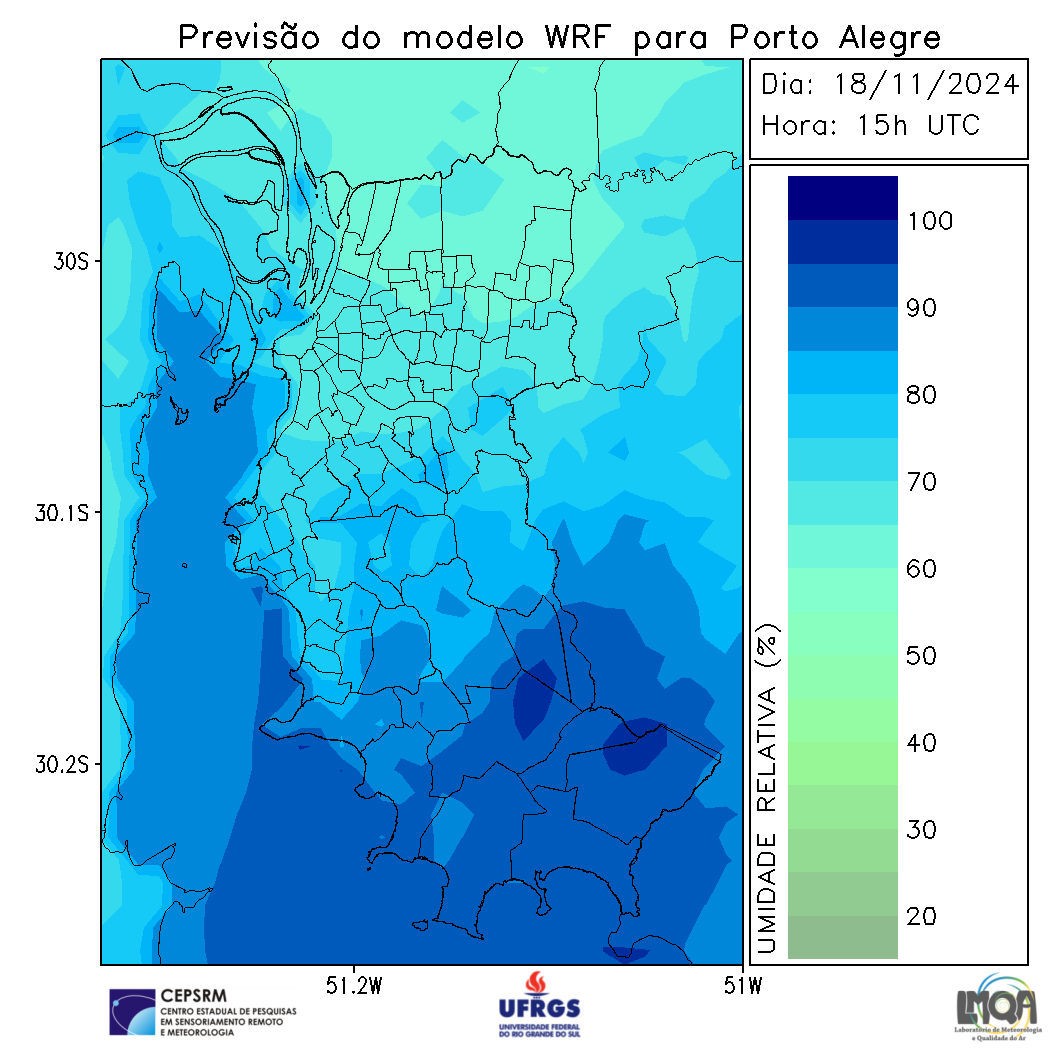 Previsão do modelo WRF para Porto Alegre
Dia: 18/11/2024
Hora: 15h UTC
30S
30.1S
30.2S
51.2W
51W
100
90
80
70
60
50
40
30
20
UMIDADE RELATIVA (%)
CEPSRM
CENTRO ESTADUAL DE PESQUISAS
EM SENSORIAMENTO REMOTO
E METEOROLOGIA
UFRGS
UNIVERSIDADE FEDERAL
DO RIO GRANDE DO SUL
LMQA
Laboratório de Meteorologia
e Qualidade do Ar